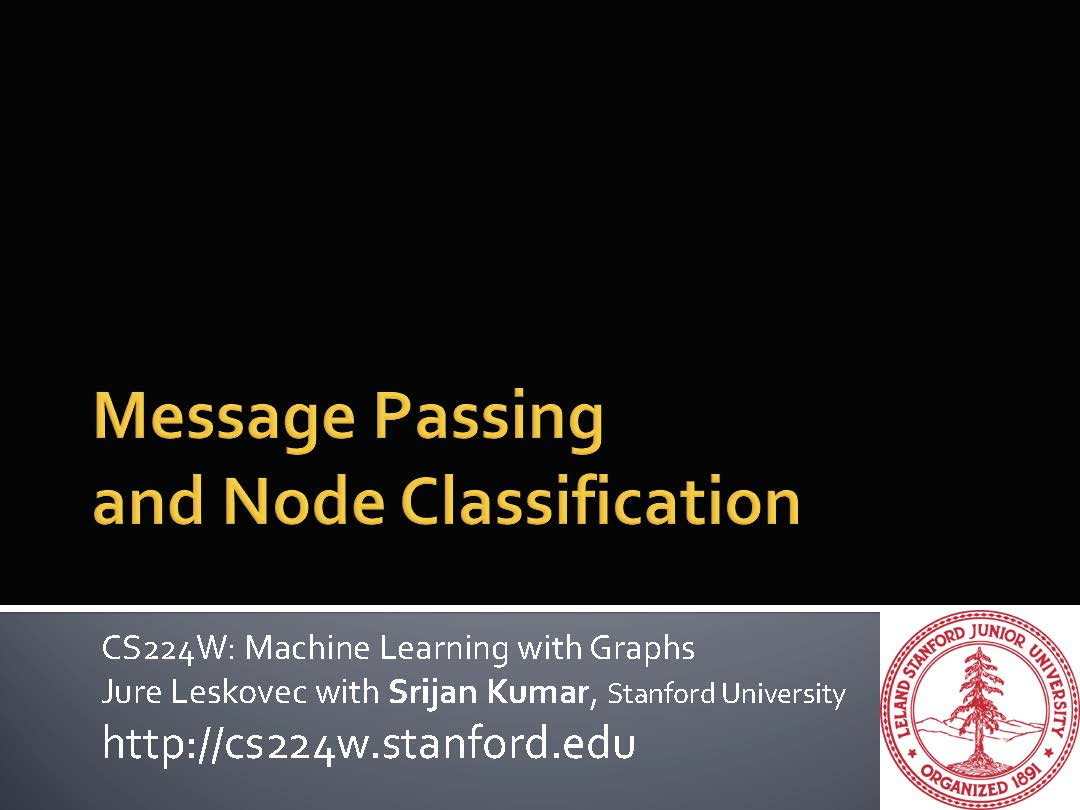 Message Passing
and Node Classification
CS224W: Machine Learning with Graphs
Jure Leskovec with Srijan Kumar, Stanford University
http://cs224w.stanford.edu
LELAND STANFORD JUNIOR UNIVERSITY
ORGANIZED 1891